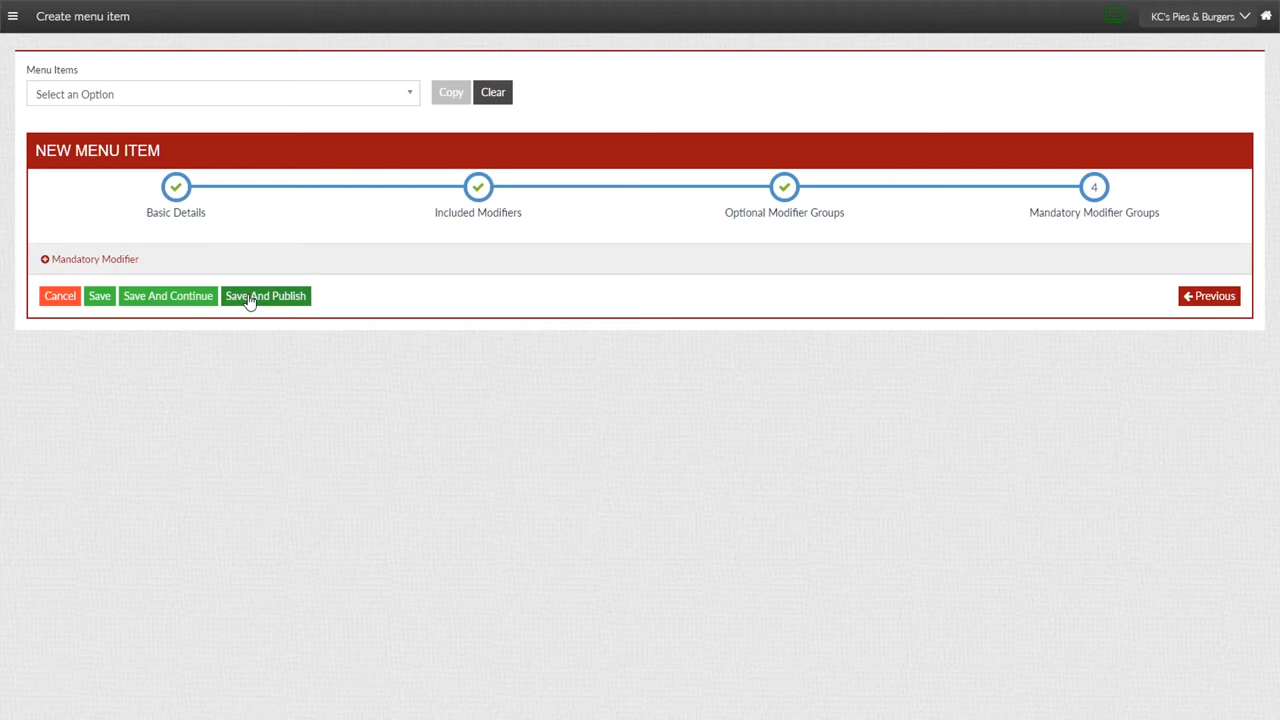 Create menu item
KC's Pies & Burgers
Menu Items
Select an Option
Copy
Clear
NEW MENU ITEM
4
Basic Details
Included Modifiers
Optional Modifier Groups
Mandatory Modifier Groups
Mandatory Modifier
Cancel
Save
Save And Continue
Save And Publish
Previous